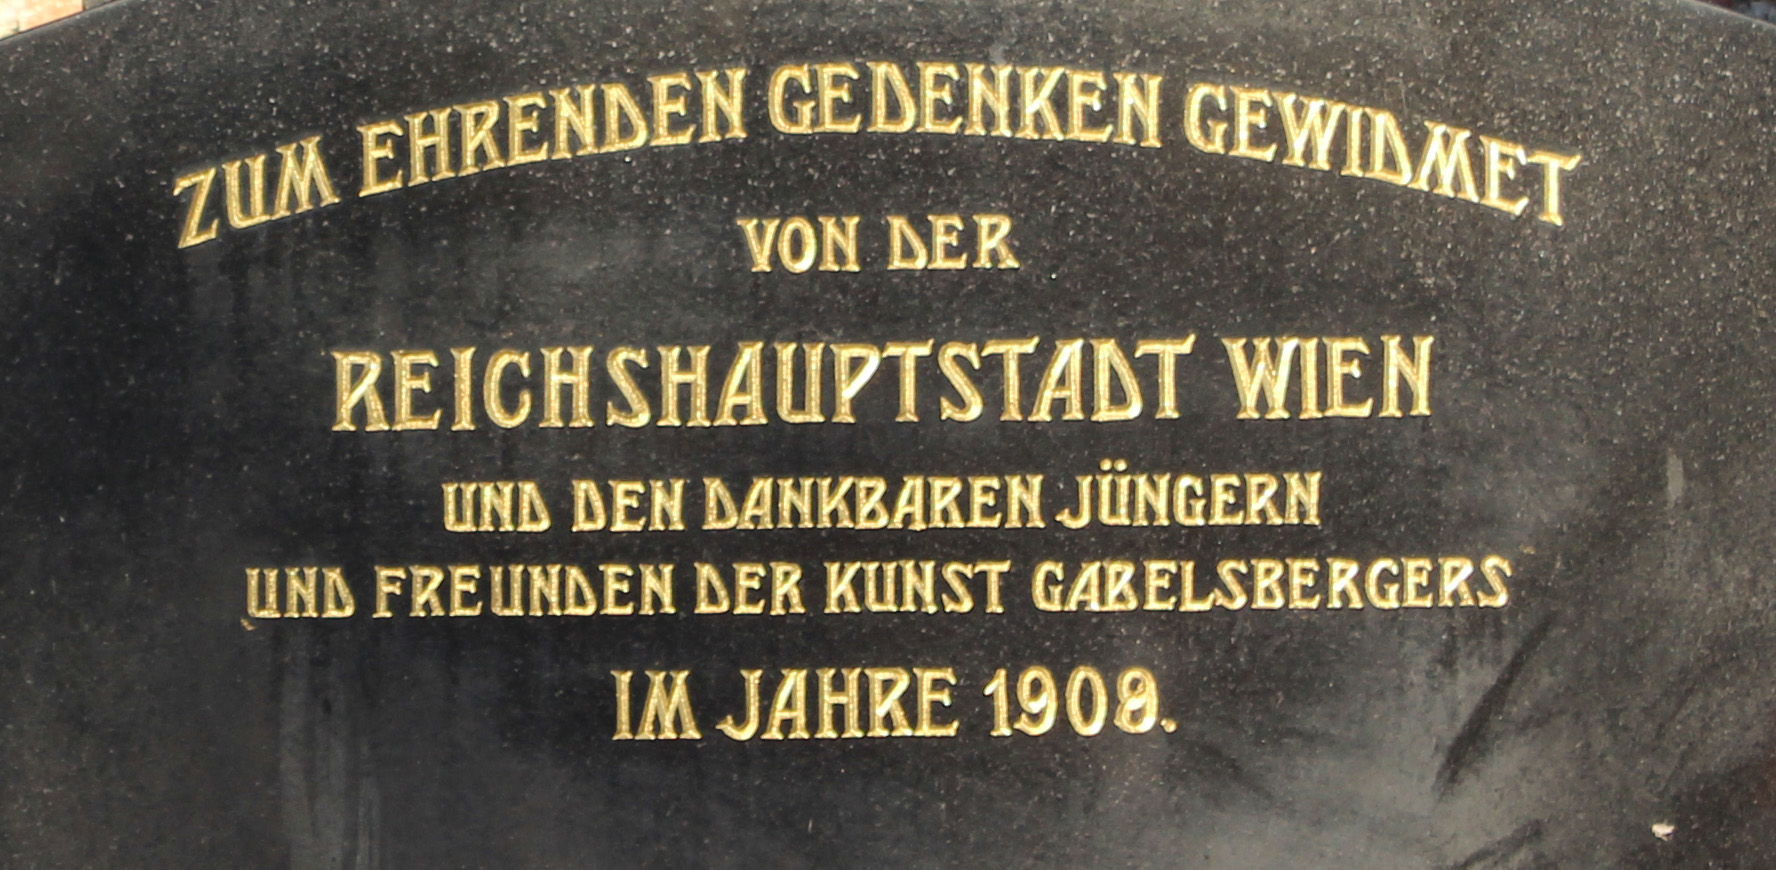 ZUM EHRENDEN GEDENKEN GEWIDMET
VON DER
REICHSHAUPTSTADT WIEN
UND DEN DANKBAREN JÜNGERN
UND FREUNDEN DER KUNST GABELSBERGERS
IM JAHRE 1909.